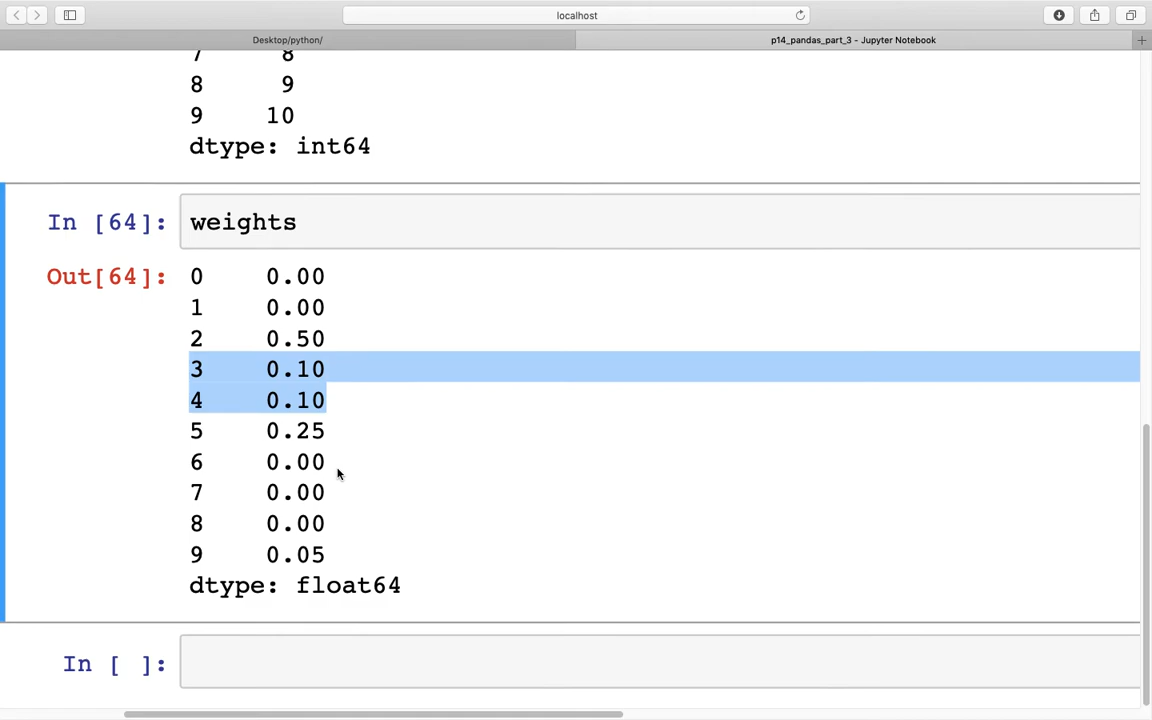 localhost
Desktop/python/
p14_pandas_part_3 - Jupyter Notebook
7 8
8 9
9 10
dtype: int64
In [64]: weights
Out[64]: 0 0.00
1 0.00
2 0.50
3 0.10
4 0.10
5 0.25
6 0.00
7 0.00
8 0.00
9 0.05
dtype: float64
In [ ]: